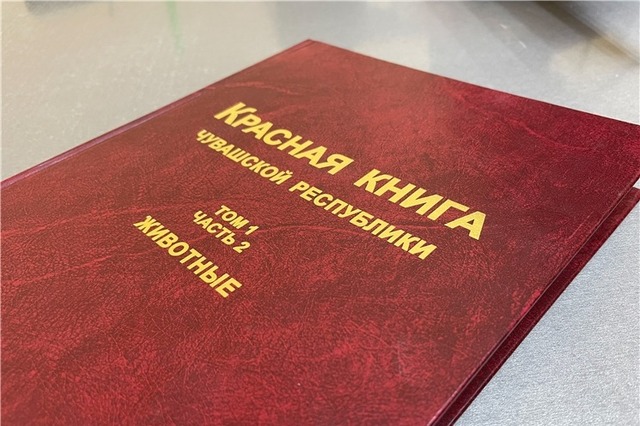 КРАСНАЯ КНИГА
ЧУВАШСКОЙ РЕСПУБЛИКИ
ТОМ 1
ЧАСТЬ 2
ЖИВОТНЫЕ